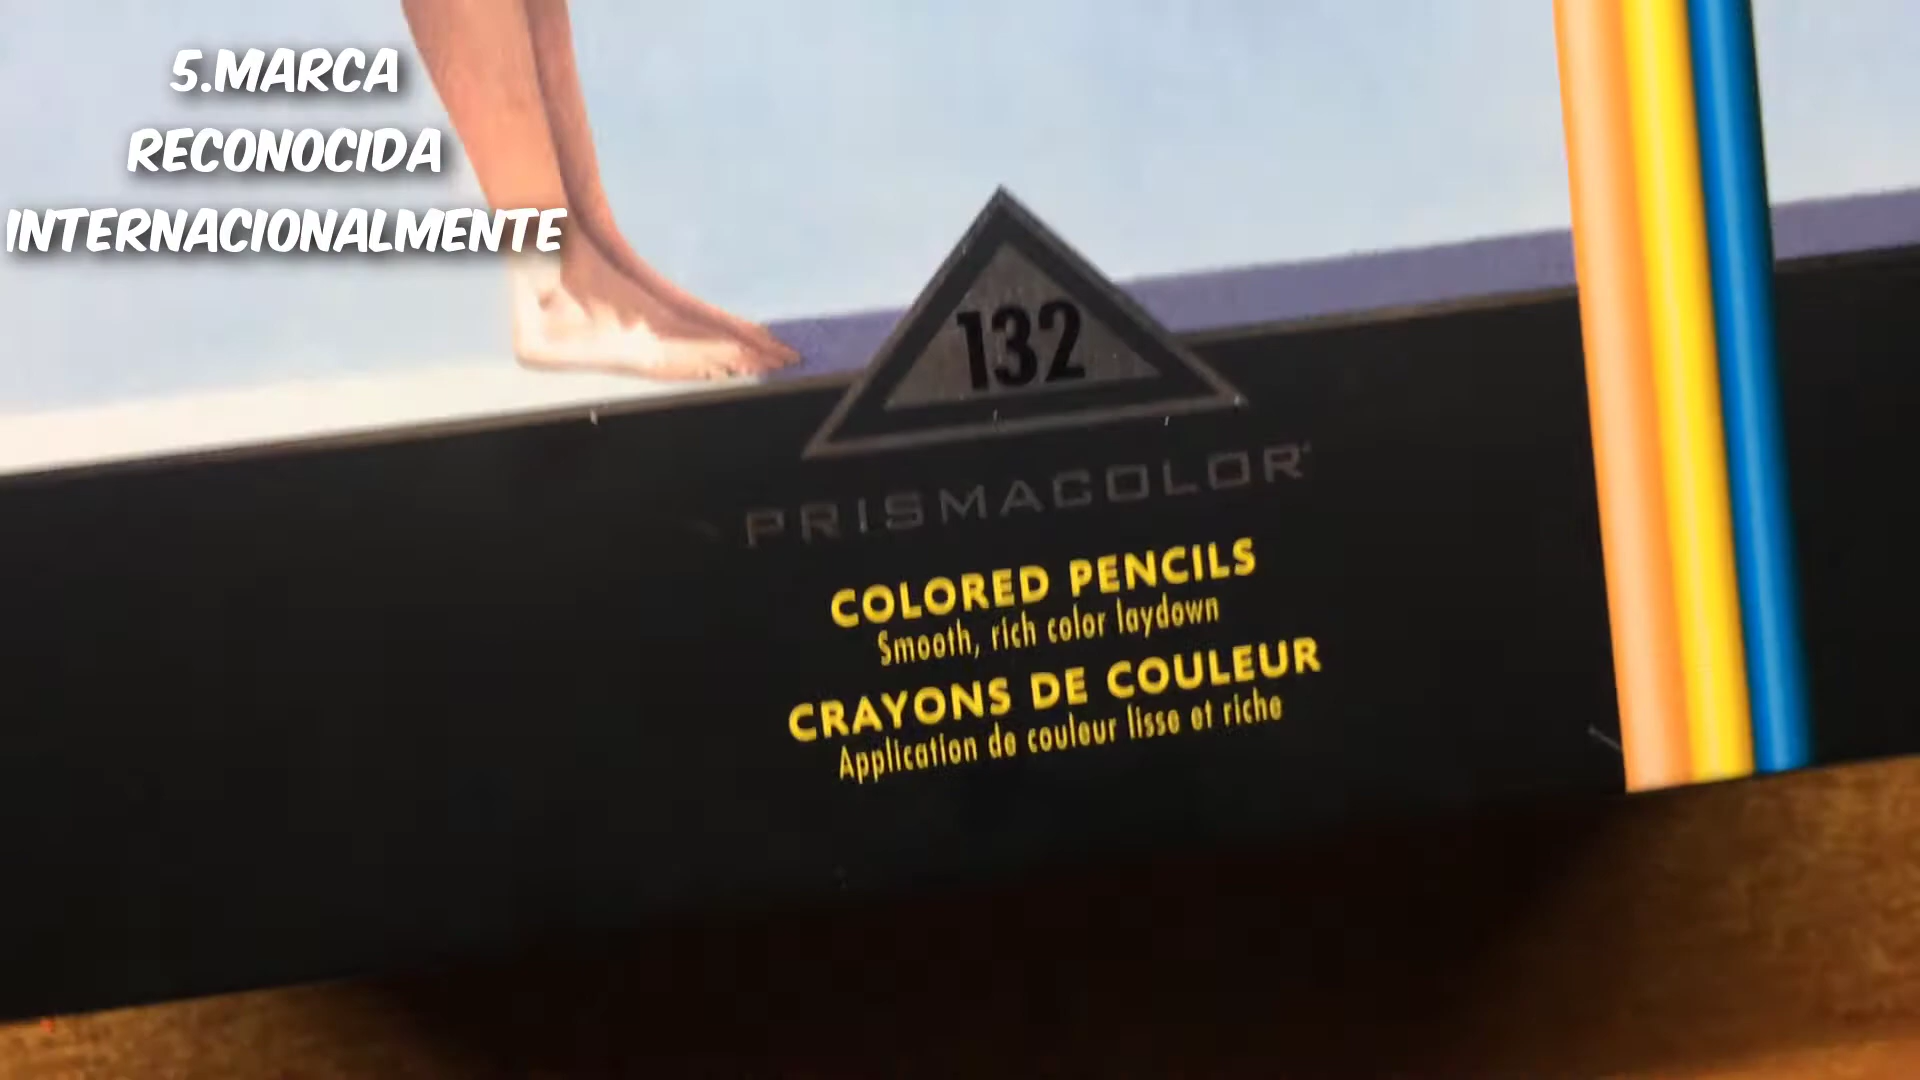 5.MARCA
RECONOCIDA
INTERNACIONALMENTE
132
PRISMACOLOR
COLORED PENCILS
Smooth, rich color laydown
CRAYONS DE COULEUR
Application de couleur lisse et riche